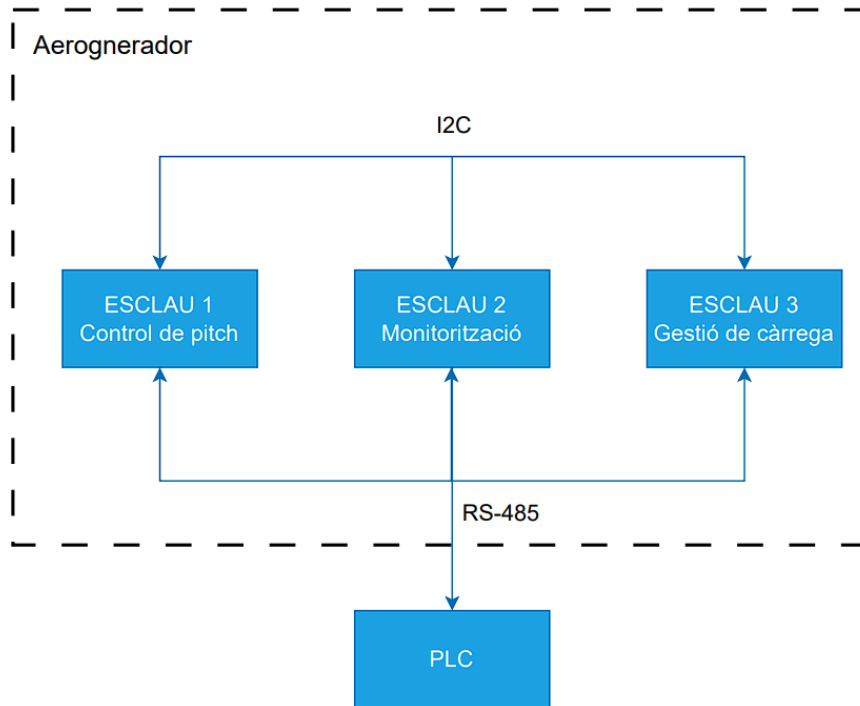 Aerognerador
I2C
ESCLAU 1
Control de pitch
ESCLAU 2
Monitorització
ESCLAU 3
Gestió de càrrega
RS-485
PLC